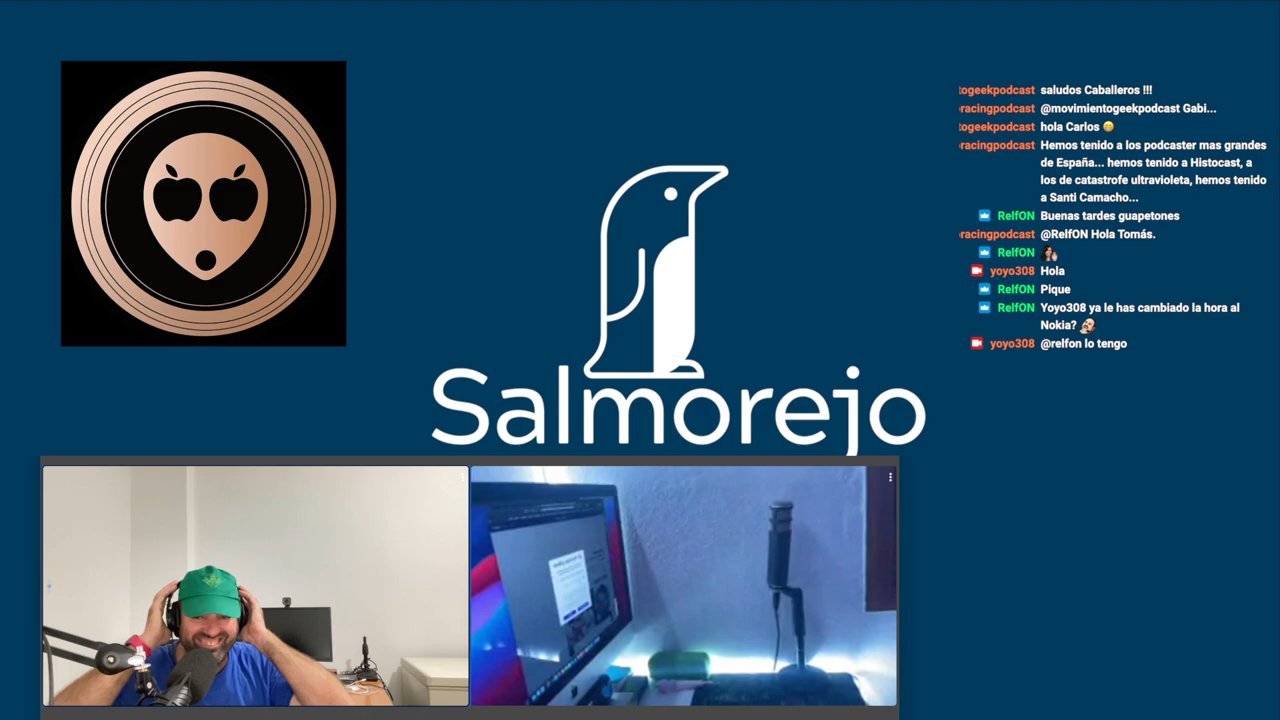 Salmorejo
togeekpodcast saludos Caballeros !!!
racingpodcast @movimientogeekpodcast Gabi...
togeekpodcast hola Carlos 😁
racingpodcast Hemos tenido a los podcaster mas grandes
de España... hemos tenido a Histocast, a
los de catastrofe ultravioleta, hemos tenido
a Santi Camacho...
RelfON Buenas tardes guapetones
racingpodcast @RelfON Hola Tomás.
RelfON
yoyo308 Hola
RelfON Pique
RelfON Yoyo308 ya le has cambiado la hora al
Nokia?
yoyo308 @relfon lo tengo